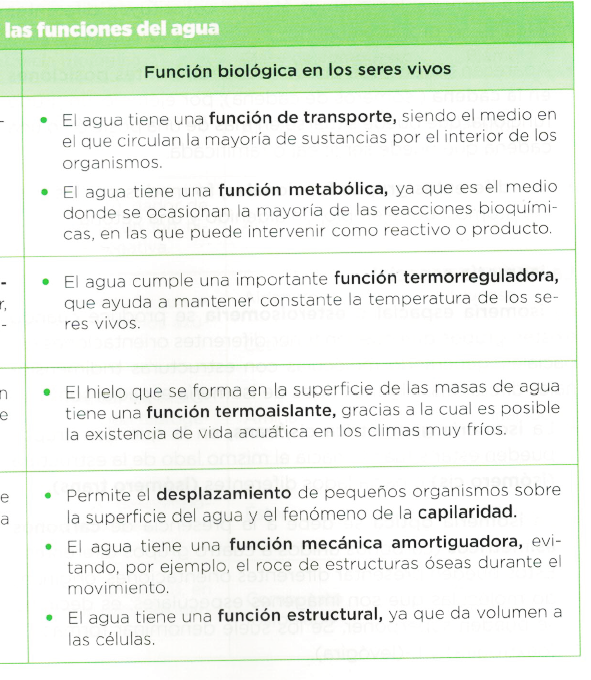 las funciones del agua
Función biológica en los seres vivos
• El agua tiene una función de transporte, siendo el medio en
el que circulan la mayoría de sustancias por el interior de los
organismos.
• El agua tiene una función metabólica, ya que es el medio
donde se ocasionan la mayoría de las reacciones bioquími-
cas, en las que puede intervenir como reactivo o producto.
• El agua cumple una importante función termorreguladora,
que ayuda a mantener constante la temperatura de los se-
res vivos.
• El hielo que se forma en la superficie de las masas de agua
tiene una función termoaislante, gracias a la cual es posible
la existencia de vida acuática en los climas muy fríos.
• Permite el desplazamiento de pequeños organismos sobre
la superficie del agua y el fenómeno de la capilaridad.
• El agua tiene una función mecánica amortiguadora, evi-
tando, por ejemplo, el roce de estructuras óseas durante el
movimiento.
• El agua tiene una función estructural, ya que da volumen a
las células.